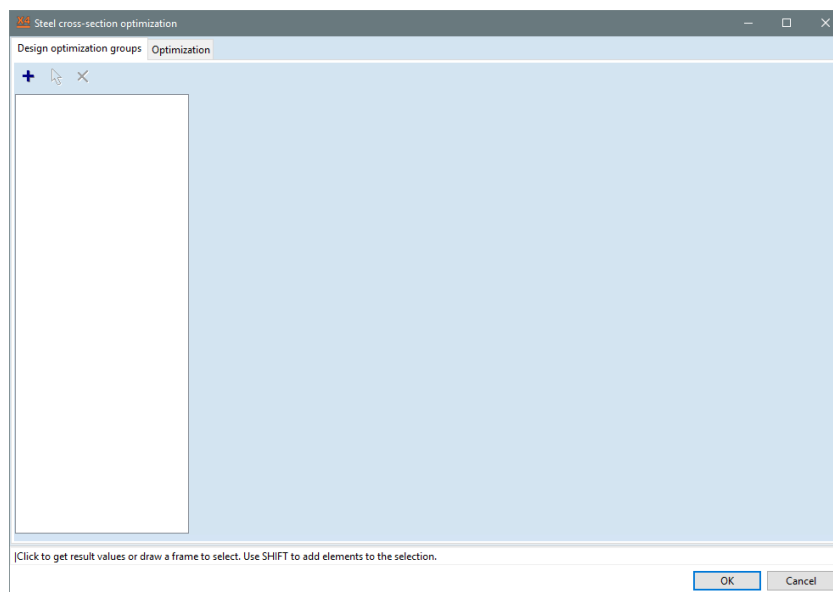 X4 Steel cross-section optimization
Design optimization groups Optimization
|Click to get result values or draw a frame to select. Use SHIFT to add elements to the selection.
OK Cancel